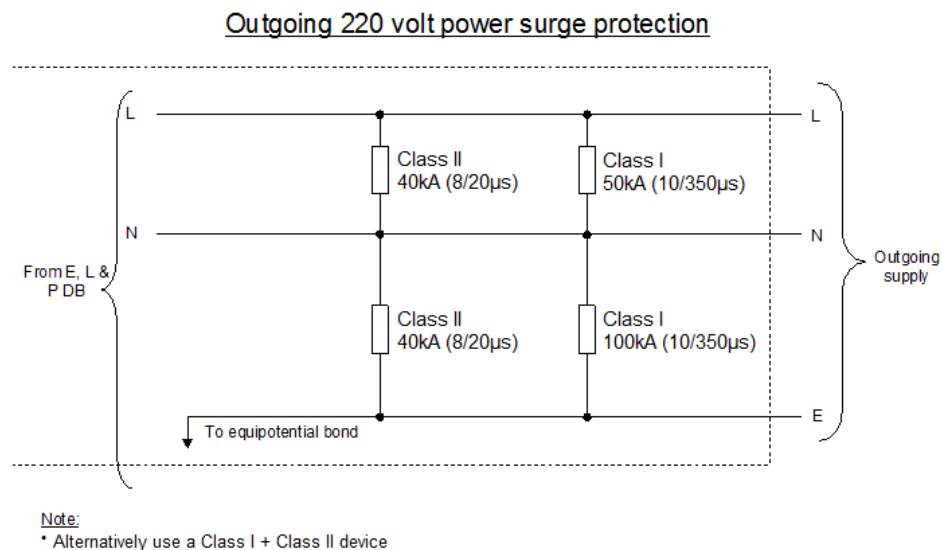 Outgoing 220 volt power surge protection
L
L
Class II
40kA (8/20µs)
Class I
50kA (10/350µs)
N
N
From E, L &
P DB
Outgoing
supply
Class II
40kA (8/20µs)
Class I
100kA (10/350µs)
E
To equipotential bond
Note:
* Alternatively use a Class I + Class II device